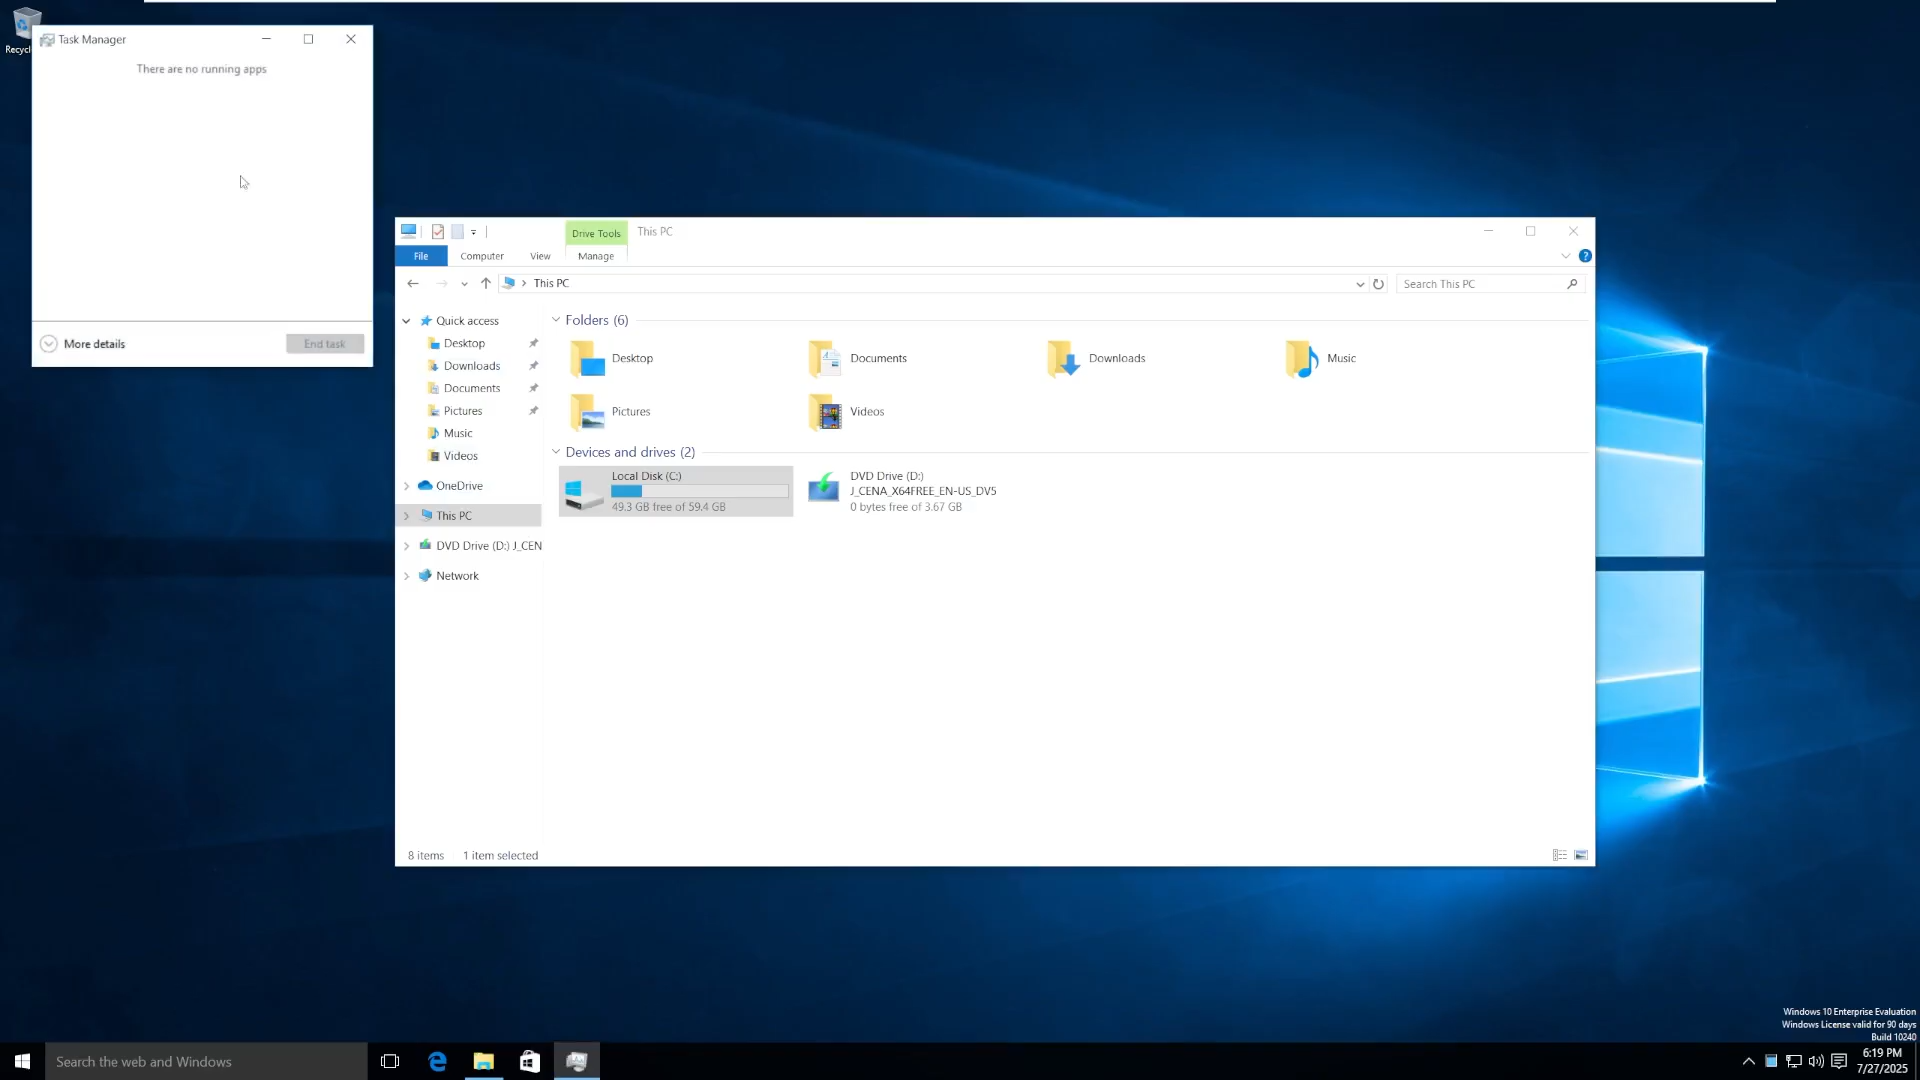 Recycl
Task Manager
There are no running apps
More details
End task
Drive Tools
This PC
File
Computer
View
Manage
This PC
Search This PC
Quick access
Desktop
Downloads
Documents
Pictures
Music
Videos
OneDrive
This PC
DVD Drive (D:) J_CEN
Network
Folders (6)
Desktop
Documents
Downloads
Music
Pictures
Videos
Devices and drives (2)
Local Disk (C:)
49.3 GB free of 59.4 GB
DVD Drive (D:)
J_CENA_X64FREE_EN-US_DV5
0 bytes free of 3.67 GB
8 items
1 item selected
Windows 10 Enterprise Evaluation
Windows License valid for 90 days
Build 10240
Search the web and Windows
6:19 PM
7/27/2025